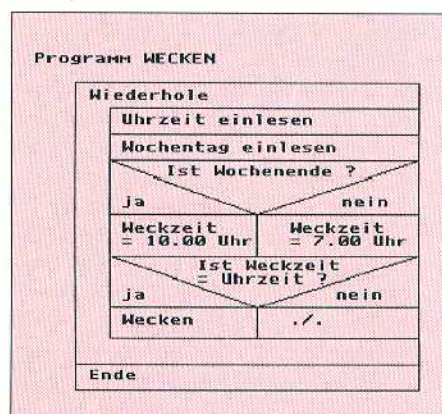 Programm WECKEN
Wiederhole
Uhrzeit einlesen
Wochentag einlesen
Ist Wochenende ?
ja nein
Weckzeit Weckzeit
= 10.00 Uhr = 7.00 Uhr
Ist Weckzeit
= Uhrzeit ?
ja nein
Wecken ./.
Ende